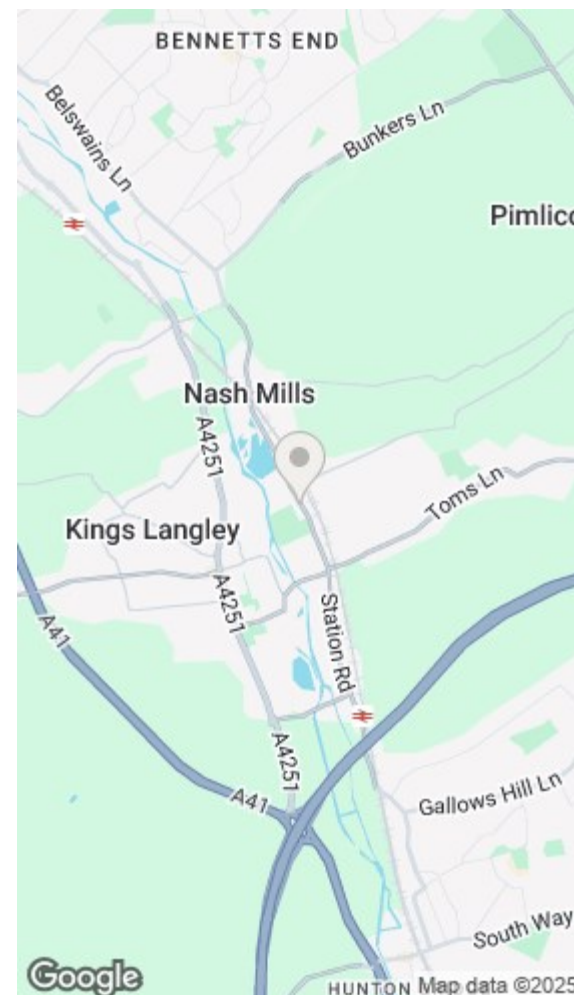 BENNETTS END
Belswains Ln
Bunkers Ln
Pimlico
Nash Mills
A4251
Toms Ln
Kings Langley
A4251
A41
Station Rd
A4251
A41
Gallows Hill Ln
South Way
Google
HUNTON
Map data ©2025